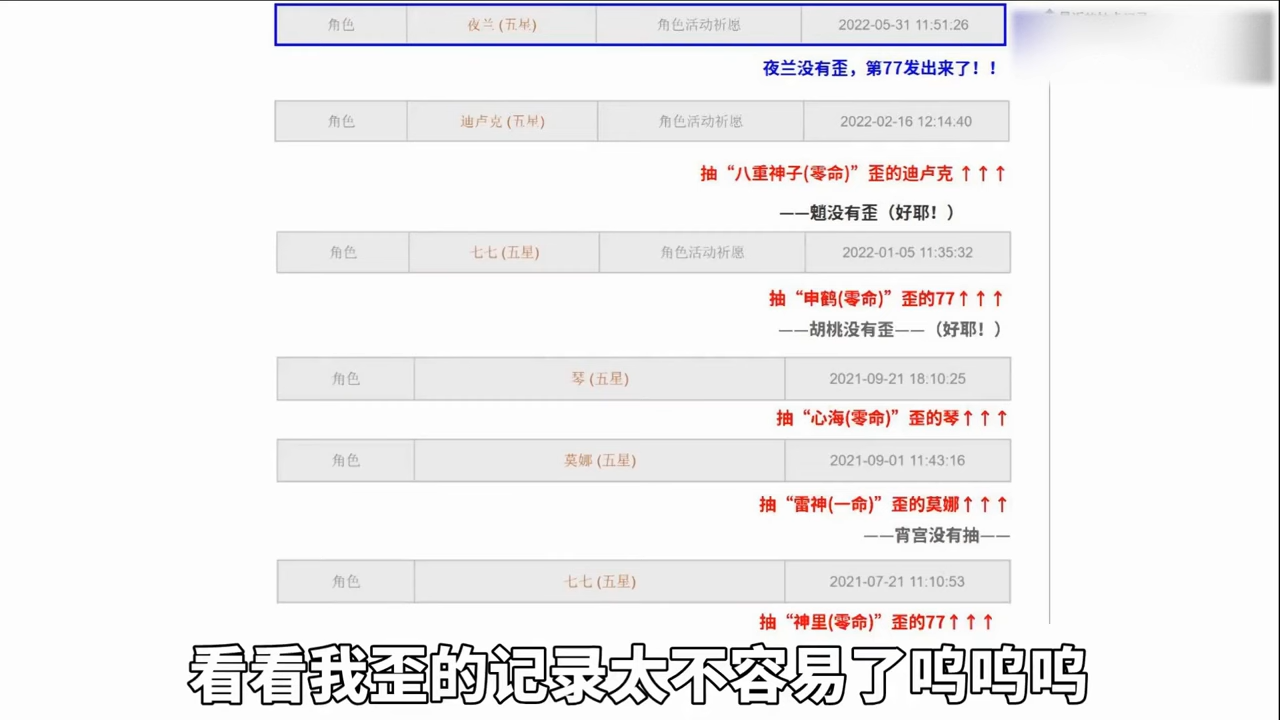 角色 夜兰 (五星) 角色活动祈愿 2022-05-31 11:51:26
夜兰没有歪，第77发出来了！！
角色 迪卢克 (五星) 角色活动祈愿 2022-02-16 12:14:40
抽“八重神子(零命)”歪的迪卢克 ↑↑↑
——魈没有歪（好耶！）
角色 七七 (五星) 角色活动祈愿 2022-01-05 11:35:32
抽“申鹤(零命)”歪的77↑↑↑
——胡桃没有歪——（好耶！）
角色 琴 (五星) 2021-09-21 18:10:25
抽“心海(零命)”歪的琴↑↑↑
角色 莫娜 (五星) 2021-09-01 11:43:16
抽“雷神(一命)”歪的莫娜↑↑↑
——宵宫没有抽——
角色 七七 (五星) 2021-07-21 11:10:53
抽“神里(零命)”歪的77↑↑↑
看看我歪的记录太不容易了呜呜呜